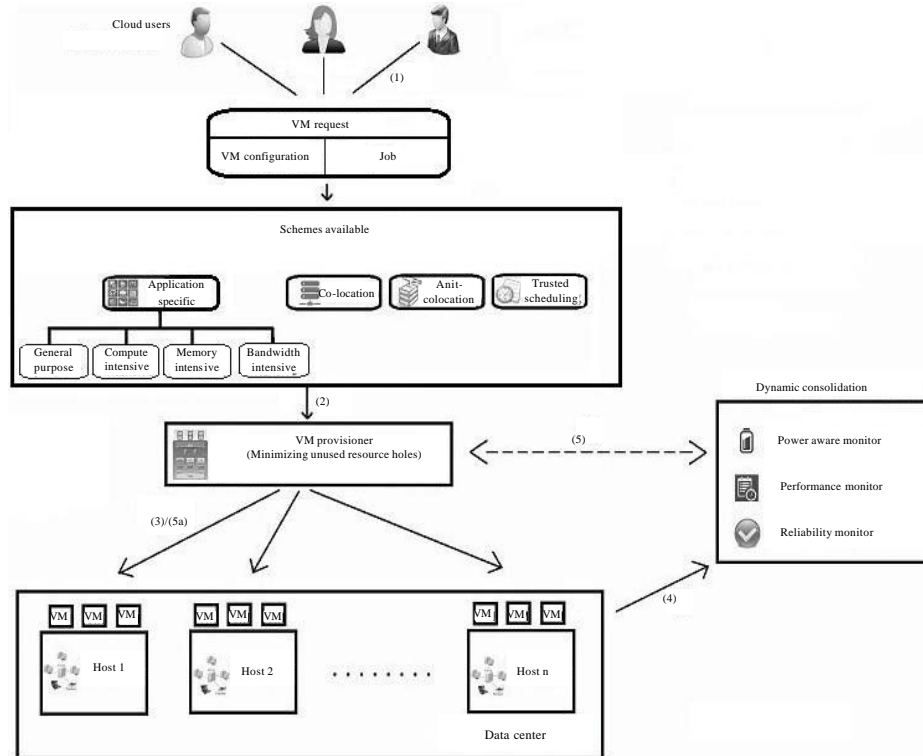 Cloud users
(1)
VM request
VM configuration
Job
Schemes available
Application
specific
Co-location
Anit-
colocation
Trusted
scheduling
General
purpose
Compute
intensive
Memory
intensive
Bandwidth
intensive
(2)
Dynamic consolidation
VM provisioner
(Minimizing unused resource holes)
(5)
Power aware monitor
Performance monitor
Reliability monitor
(3)/(5a)
(4)
VM VM VM
VM VM VM
VM VM VM
Host 1
Host 2
Host n
Data center